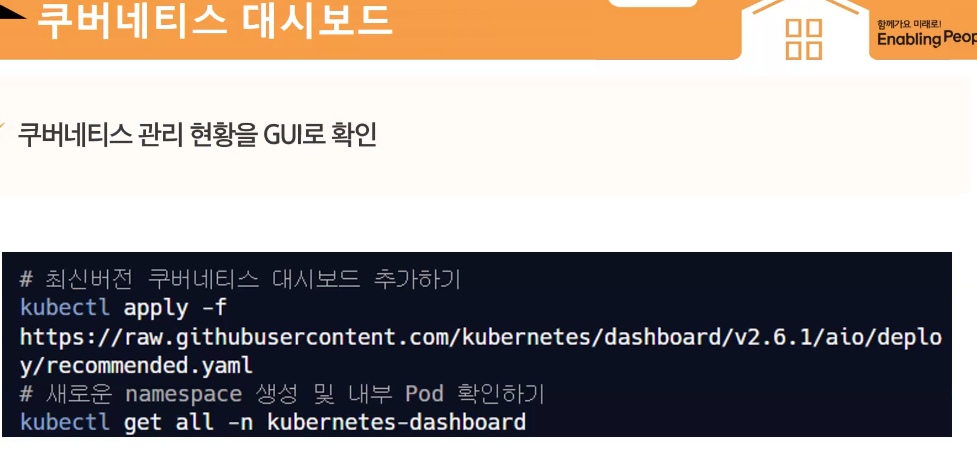 쿠버네티스 대시보드
함께가요 미래로!
Enabling
쿠버네티스 관리 현황을 GUI로 확인
# 최신버전 쿠버네티스 대시보드 추가하기
kubectl apply -f
https://raw.githubusercontent.com/kubernetes/dashboard/v2.6.1/aio/deplo
y/recommended.yaml
# 새로운 namespace 생성 및 내부 Pod 확인하기
kubectl get all -n kubernetes-dashboard